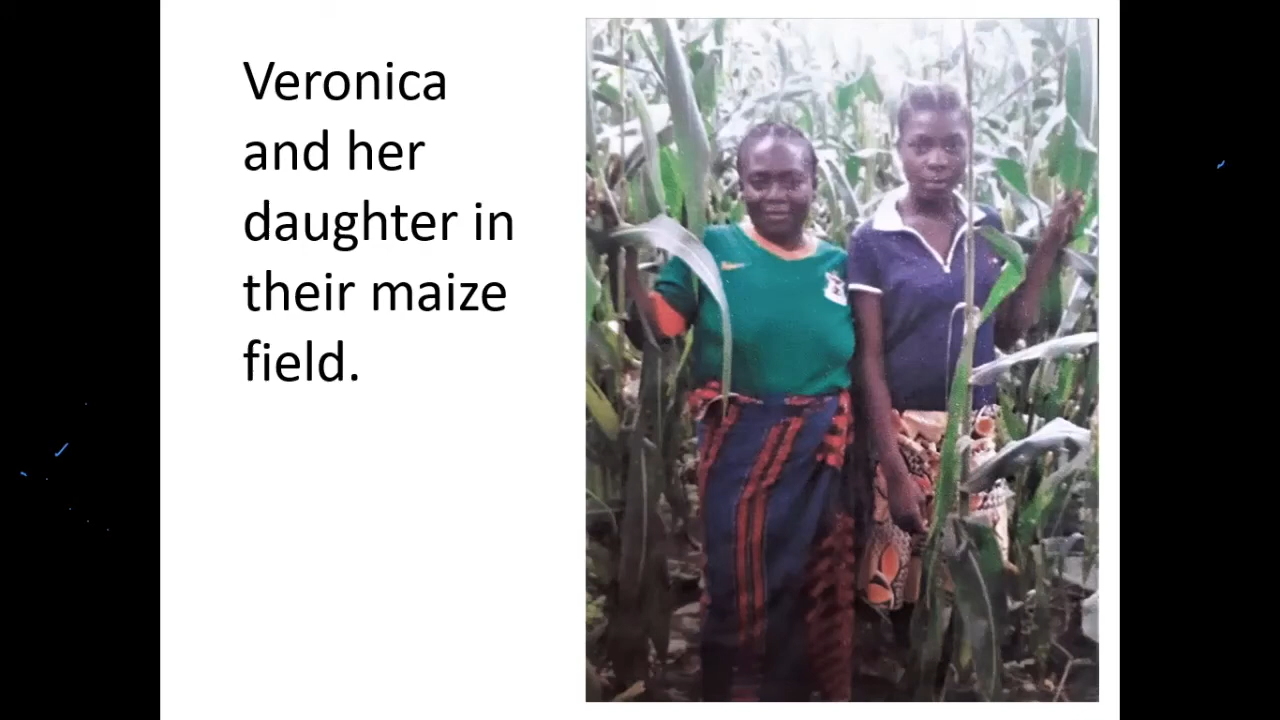 Veronica
and her
daughter in
their maize
field.